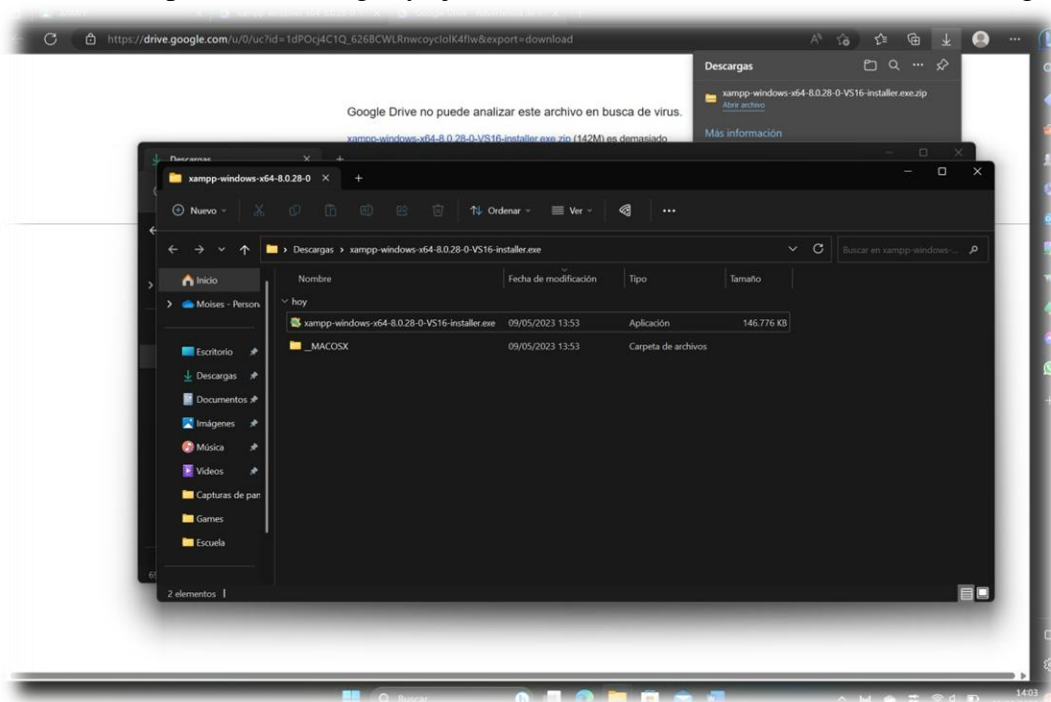 https://drive.google.com/u/0/uc?id=1dPOcj4C1Q_626BCWLRnwcoycIolK4flw&export=download
Descargas
xampp-windows-x64-8.0.28-0-VS16-installer.exe.zip
Abrir archivo
Más información
Google Drive no puede analizar este archivo en busca de virus.
xampp-windows-x64-8.0.28-0-VS16-installer.exe.zip (142M) es demasiado
Descargas
xampp-windows-x64-8.0.28-0
Nuevo
Ordenar
Ver
Descargas > xampp-windows-x64-8.0.28-0-VS16-installer.exe
Buscar en xampp-windows-...
Inicio
Moises - Person
Escritorio
Descargas
Documentos
Imágenes
Música
Vídeos
Capturas de pan
Games
Escuela
Nombre Fecha de modificación Tipo Tamaño
hoy
xampp-windows-x64-8.0.28-0-VS16-installer.exe 09/05/2023 13:53 Aplicación 146.776 KB
_MACOSX 09/05/2023 13:53 Carpeta de archivos
2 elementos
Buscar
14:03